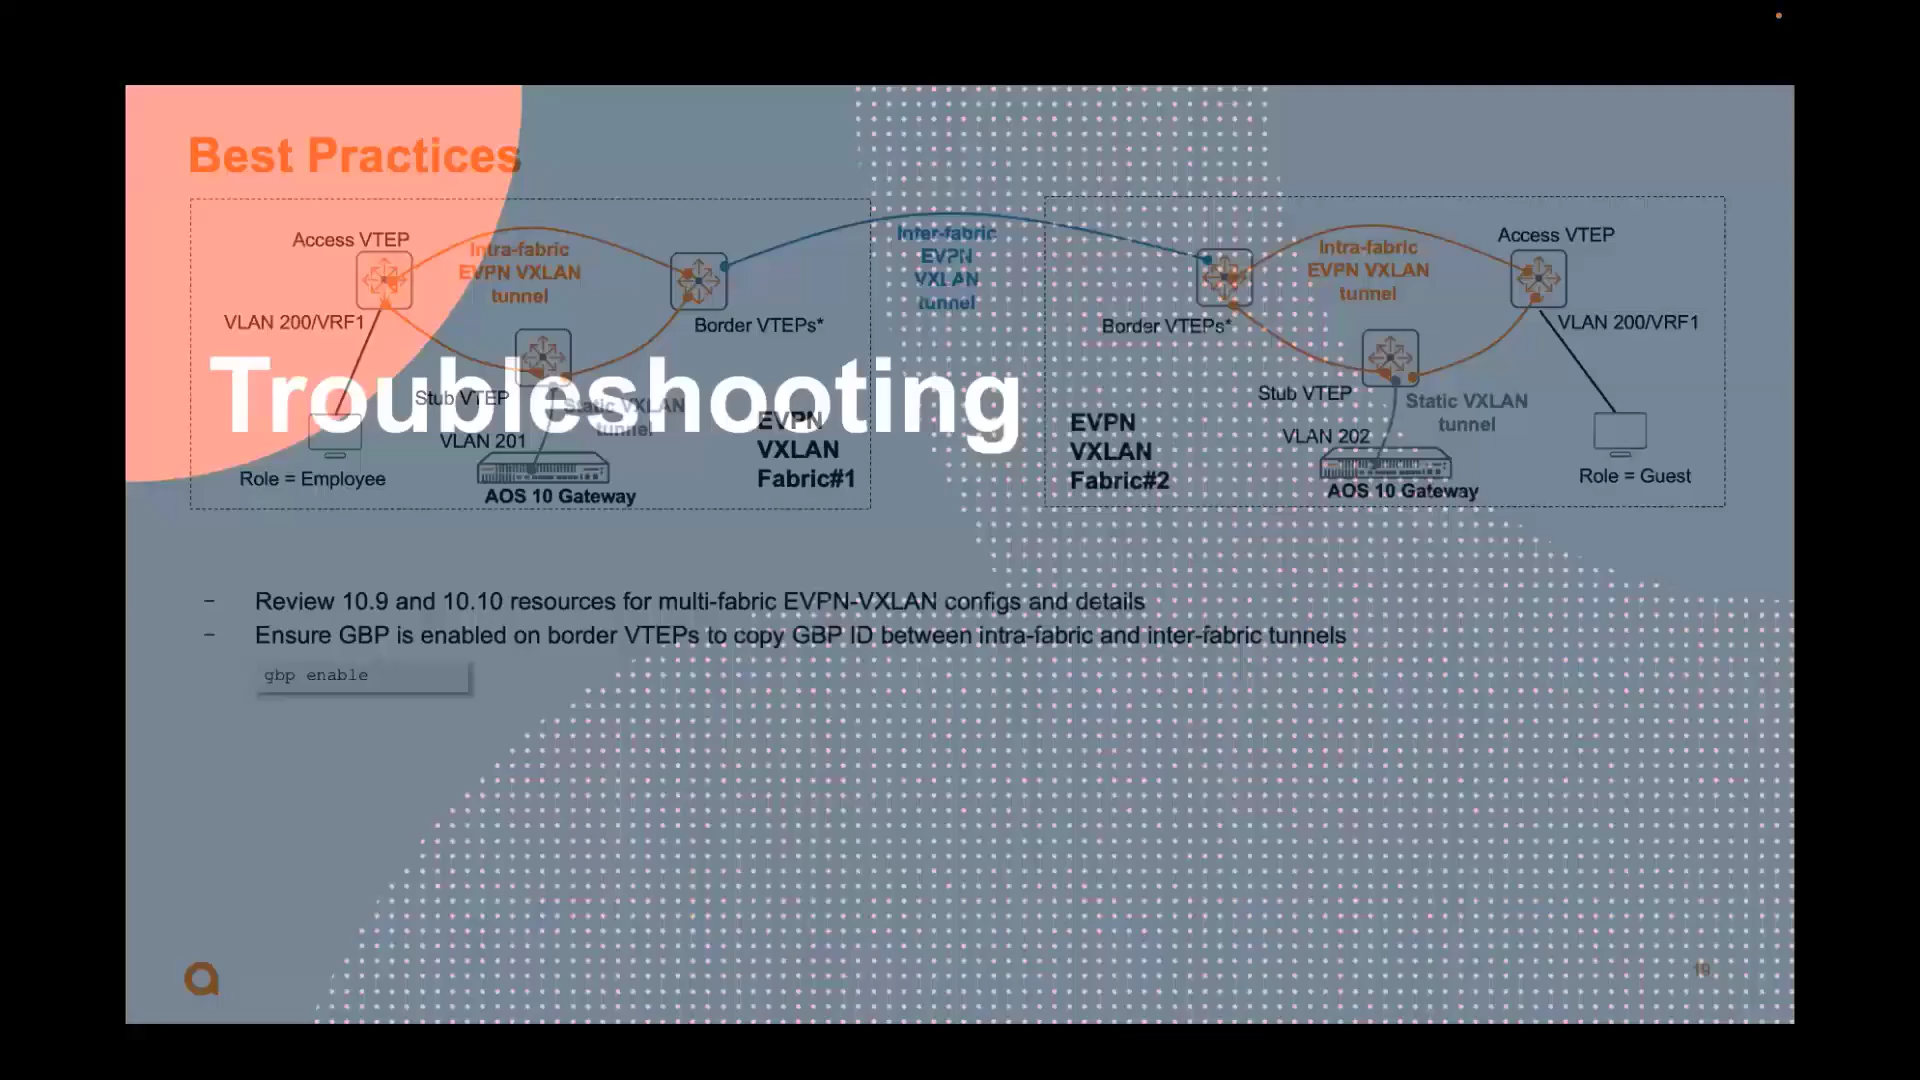 Best Practices
Access VTEP
Intra-fabric
EVPN VXLAN
tunnel
VLAN 200/VRF1
Border VTEPs*
Stub VTEP
Static VXLAN
tunnel
VLAN 201
Role = Employee
AOS 10 Gateway
EVPN
VXLAN
Fabric#1
Inter-fabric
EVPN
VXLAN
tunnel
Access VTEP
Intra-fabric
EVPN VXLAN
tunnel
VLAN 200/VRF1
Border VTEPs*
Stub VTEP
Static VXLAN
tunnel
VLAN 202
EVPN
VXLAN
Fabric#2
AOS 10 Gateway
Role = Guest
Troubleshooting
– Review 10.9 and 10.10 resources for multi-fabric EVPN-VXLAN configs and details
– Ensure GBP is enabled on border VTEPs to copy GBP ID between intra-fabric and inter-fabric tunnels
gbp enable